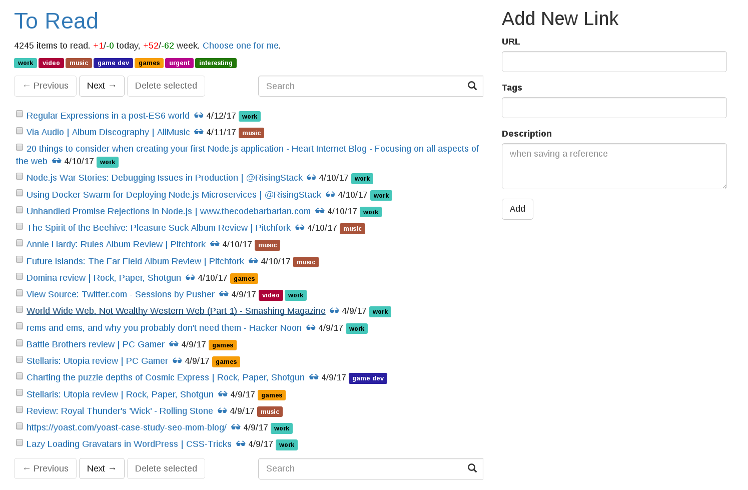 To Read
4245 items to read. +1/-0 today, +52/-62 week. Choose one for me.
work video music game dev games urgent interesting
← Previous Next → Delete selected Search
Regular Expressions in a post-ES6 world 4/12/17 work
Via Audio | Album Discography | AllMusic 4/11/17 music
20 things to consider when creating your first Node.js application - Heart Internet Blog - Focusing on all aspects of
the web 4/10/17 work
Node.js War Stories: Debugging Issues in Production | @RisingStack 4/10/17 work
Using Docker Swarm for Deploying Node.js Microservices | @RisingStack 4/10/17 work
Unhandled Promise Rejections in Node.js | www.thecodebarbarian.com 4/10/17 work
The Spirit of the Beehive: Pleasure Suck Album Review | Pitchfork 4/10/17 music
Annie Hardy: Rules Album Review | Pitchfork 4/10/17 music
Future Islands: The Far Field Album Review | Pitchfork 4/10/17 music
Domina review | Rock, Paper, Shotgun 4/10/17 games
View Source: Twitter.com · Sessions by Pusher 4/9/17 video work
World Wide Web, Not Wealthy Western Web (Part 1) - Smashing Magazine 4/9/17 work
rems and ems, and why you probably don't need them - Hacker Noon 4/9/17 work
Battle Brothers review | PC Gamer 4/9/17 games
Stellaris: Utopia review | PC Gamer 4/9/17 games
Charting the puzzle depths of Cosmic Express | Rock, Paper, Shotgun 4/9/17 game dev
Stellaris: Utopia review | Rock, Paper, Shotgun 4/9/17 games
Review: Royal Thunder's 'Wick' - Rolling Stone 4/9/17 music
https://yoast.com/yoast-case-study-seo-mom-blog/ 4/9/17 work
Lazy Loading Gravatars in WordPress | CSS-Tricks 4/9/17 work
← Previous Next → Delete selected Search
Add New Link
URL
Tags
Description
when saving a reference
Add